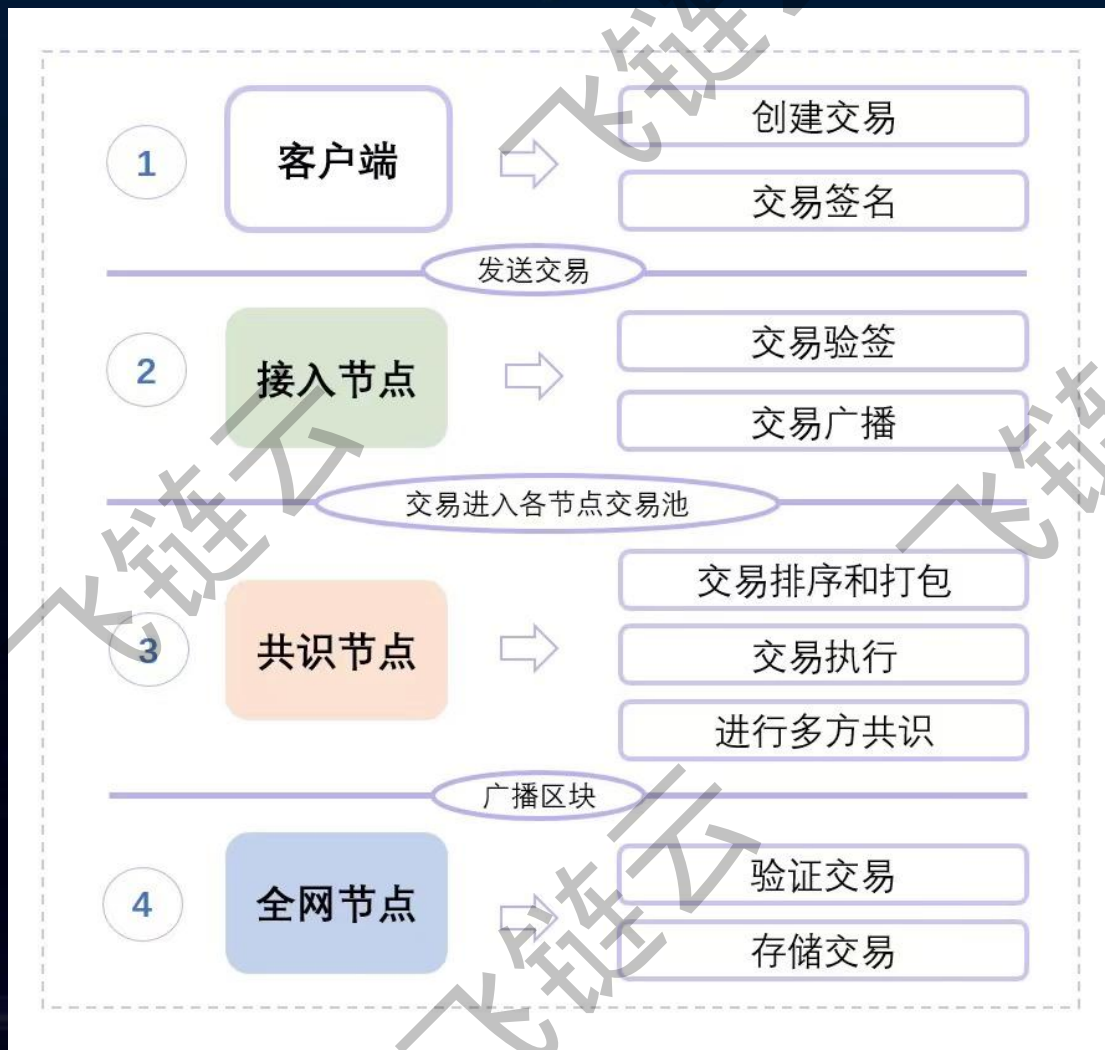 1
客户端
创建交易
交易签名
发送交易
2
接入节点
交易验签
交易广播
交易进入各节点交易池
3
共识节点
交易排序和打包
交易执行
进行多方共识
广播区块
4
全网节点
验证交易
存储交易
飞链云
飞链
飞链云
飞链云